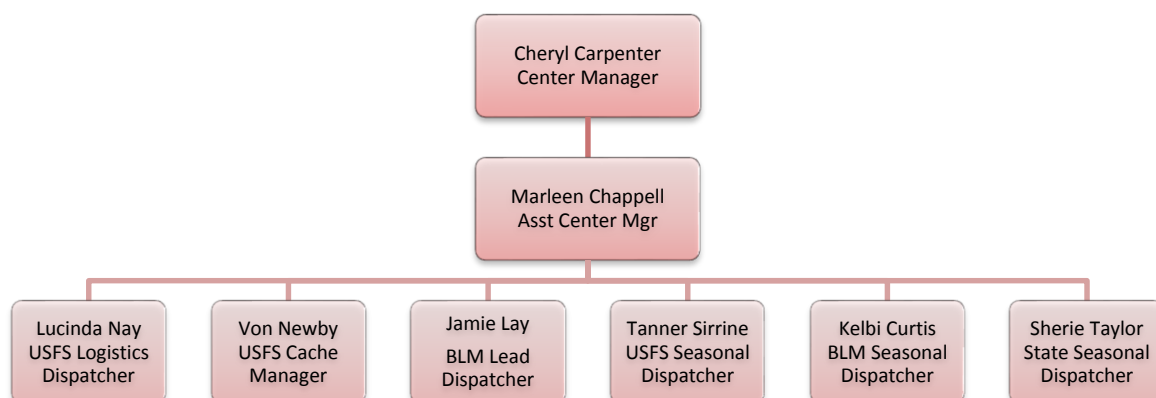 Cheryl Carpenter
Center Manager
Marleen Chappell
Asst Center Mgr
Lucinda Nay
USFS Logistics
Dispatcher
Von Newby
USFS Cache
Manager
Jamie Lay
BLM Lead
Dispatcher
Tanner Sirrine
USFS Seasonal
Dispatcher
Kelbi Curtis
BLM Seasonal
Dispatcher
Sherie Taylor
State Seasonal
Dispatcher